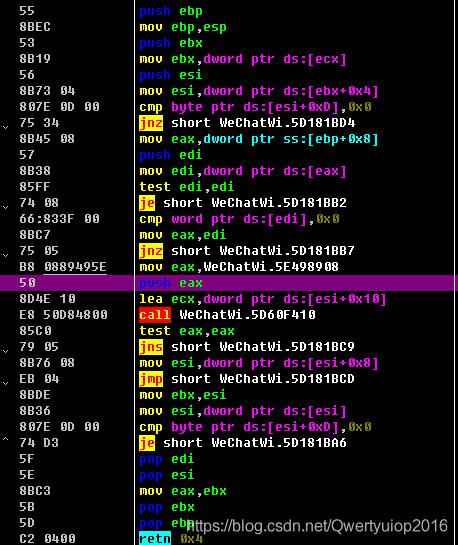 55 push ebp
8BEC mov ebp,esp
53 push ebx
8B19 mov ebx,dword ptr ds:[ecx]
56 push esi
8B73 04 mov esi,dword ptr ds:[ebx+0x4]
807E 0D 00 cmp byte ptr ds:[esi+0xD],0x0
75 34 jnz short WeChatWi.5D181BD4
8B45 08 mov eax,dword ptr ss:[ebp+0x8]
57 push edi
8B38 mov edi,dword ptr ds:[eax]
85FF test edi,edi
74 08 je short WeChatWi.5D181BB2
66:833F 00 cmp word ptr ds:[edi],0x0
8BC7 mov eax,edi
75 05 jnz short WeChatWi.5D181BB7
B8 0889495E mov eax,WeChatWi.5E498908
50 push eax
8D4E 10 lea ecx,dword ptr ds:[esi+0x10]
E8 50D84800 call WeChatWi.5D60F410
85C0 test eax,eax
79 05 jns short WeChatWi.5D181BC9
8B76 08 mov esi,dword ptr ds:[esi+0x8]
EB 04 jmp short WeChatWi.5D181BCD
8BDE mov ebx,esi
8B36 mov esi,dword ptr ds:[esi]
807E 0D 00 cmp byte ptr ds:[esi+0xD],0x0
74 D3 je short WeChatWi.5D181BA6
5F pop edi
5E pop esi
8BC3 mov eax,ebx
5B pop ebx
5D pop ebp
https://blog.csdn.net/Qwertyuiop2016
C2 0400 retn 0x4